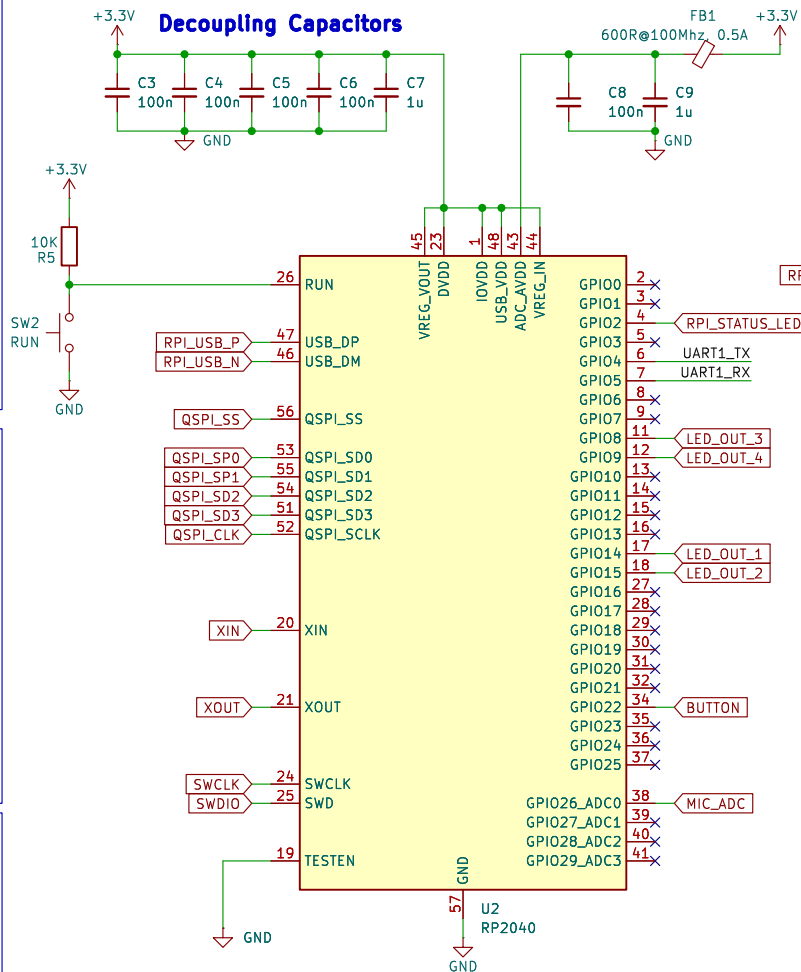 Decoupling Capacitors
+3.3V
FB1
+3.3V
600R@100Mhz, 0.5A
C3
100n
C4
100n
C5
100n
C6
100n
C7
1u
C8
100n
C9
1u
GND
GND
+3.3V
10K
R5
SW2
RUN
GND
45
23
1
48
43
44
VREG_VOUT
DVDD
IOVDD
USB_VDD
ADC_AVDD
VREG_IN
26 RUN
RPI_USB_P 47 USB_DP
RPI_USB_N 46 USB_DM
QSPI_SS 56 QSPI_SS
QSPI_SP0 53 QSPI_SD0
QSPI_SP1 55 QSPI_SD1
QSPI_SD2 54 QSPI_SD2
QSPI_SD3 51 QSPI_SD3
QSPI_CLK 52 QSPI_SCLK
XIN 20 XIN
XOUT 21 XOUT
SWCLK 24 SWCLK
SWDIO 25 SWD
19 TESTEN
GND
GPIO0 2
GPIO1 3
GPIO2 4 RPI_STATUS_LED
GPIO3 5
GPIO4 6 UART1_TX
GPIO5 7 UART1_RX
GPIO6 8
GPIO7 9
GPIO8 11 LED_OUT_3
GPIO9 12 LED_OUT_4
GPIO10 13
GPIO11 14
GPIO12 15
GPIO13 16
GPIO14 17 LED_OUT_1
GPIO15 18 LED_OUT_2
GPIO16 27
GPIO17 28
GPIO18 29
GPIO19 30
GPIO20 31
GPIO21 32
GPIO22 34 BUTTON
GPIO23 35
GPIO24 36
GPIO25 37
GPIO26_ADC0 38 MIC_ADC
GPIO27_ADC1 39
GPIO28_ADC2 40
GPIO29_ADC3 41
GND
57
U2
RP2040
GND